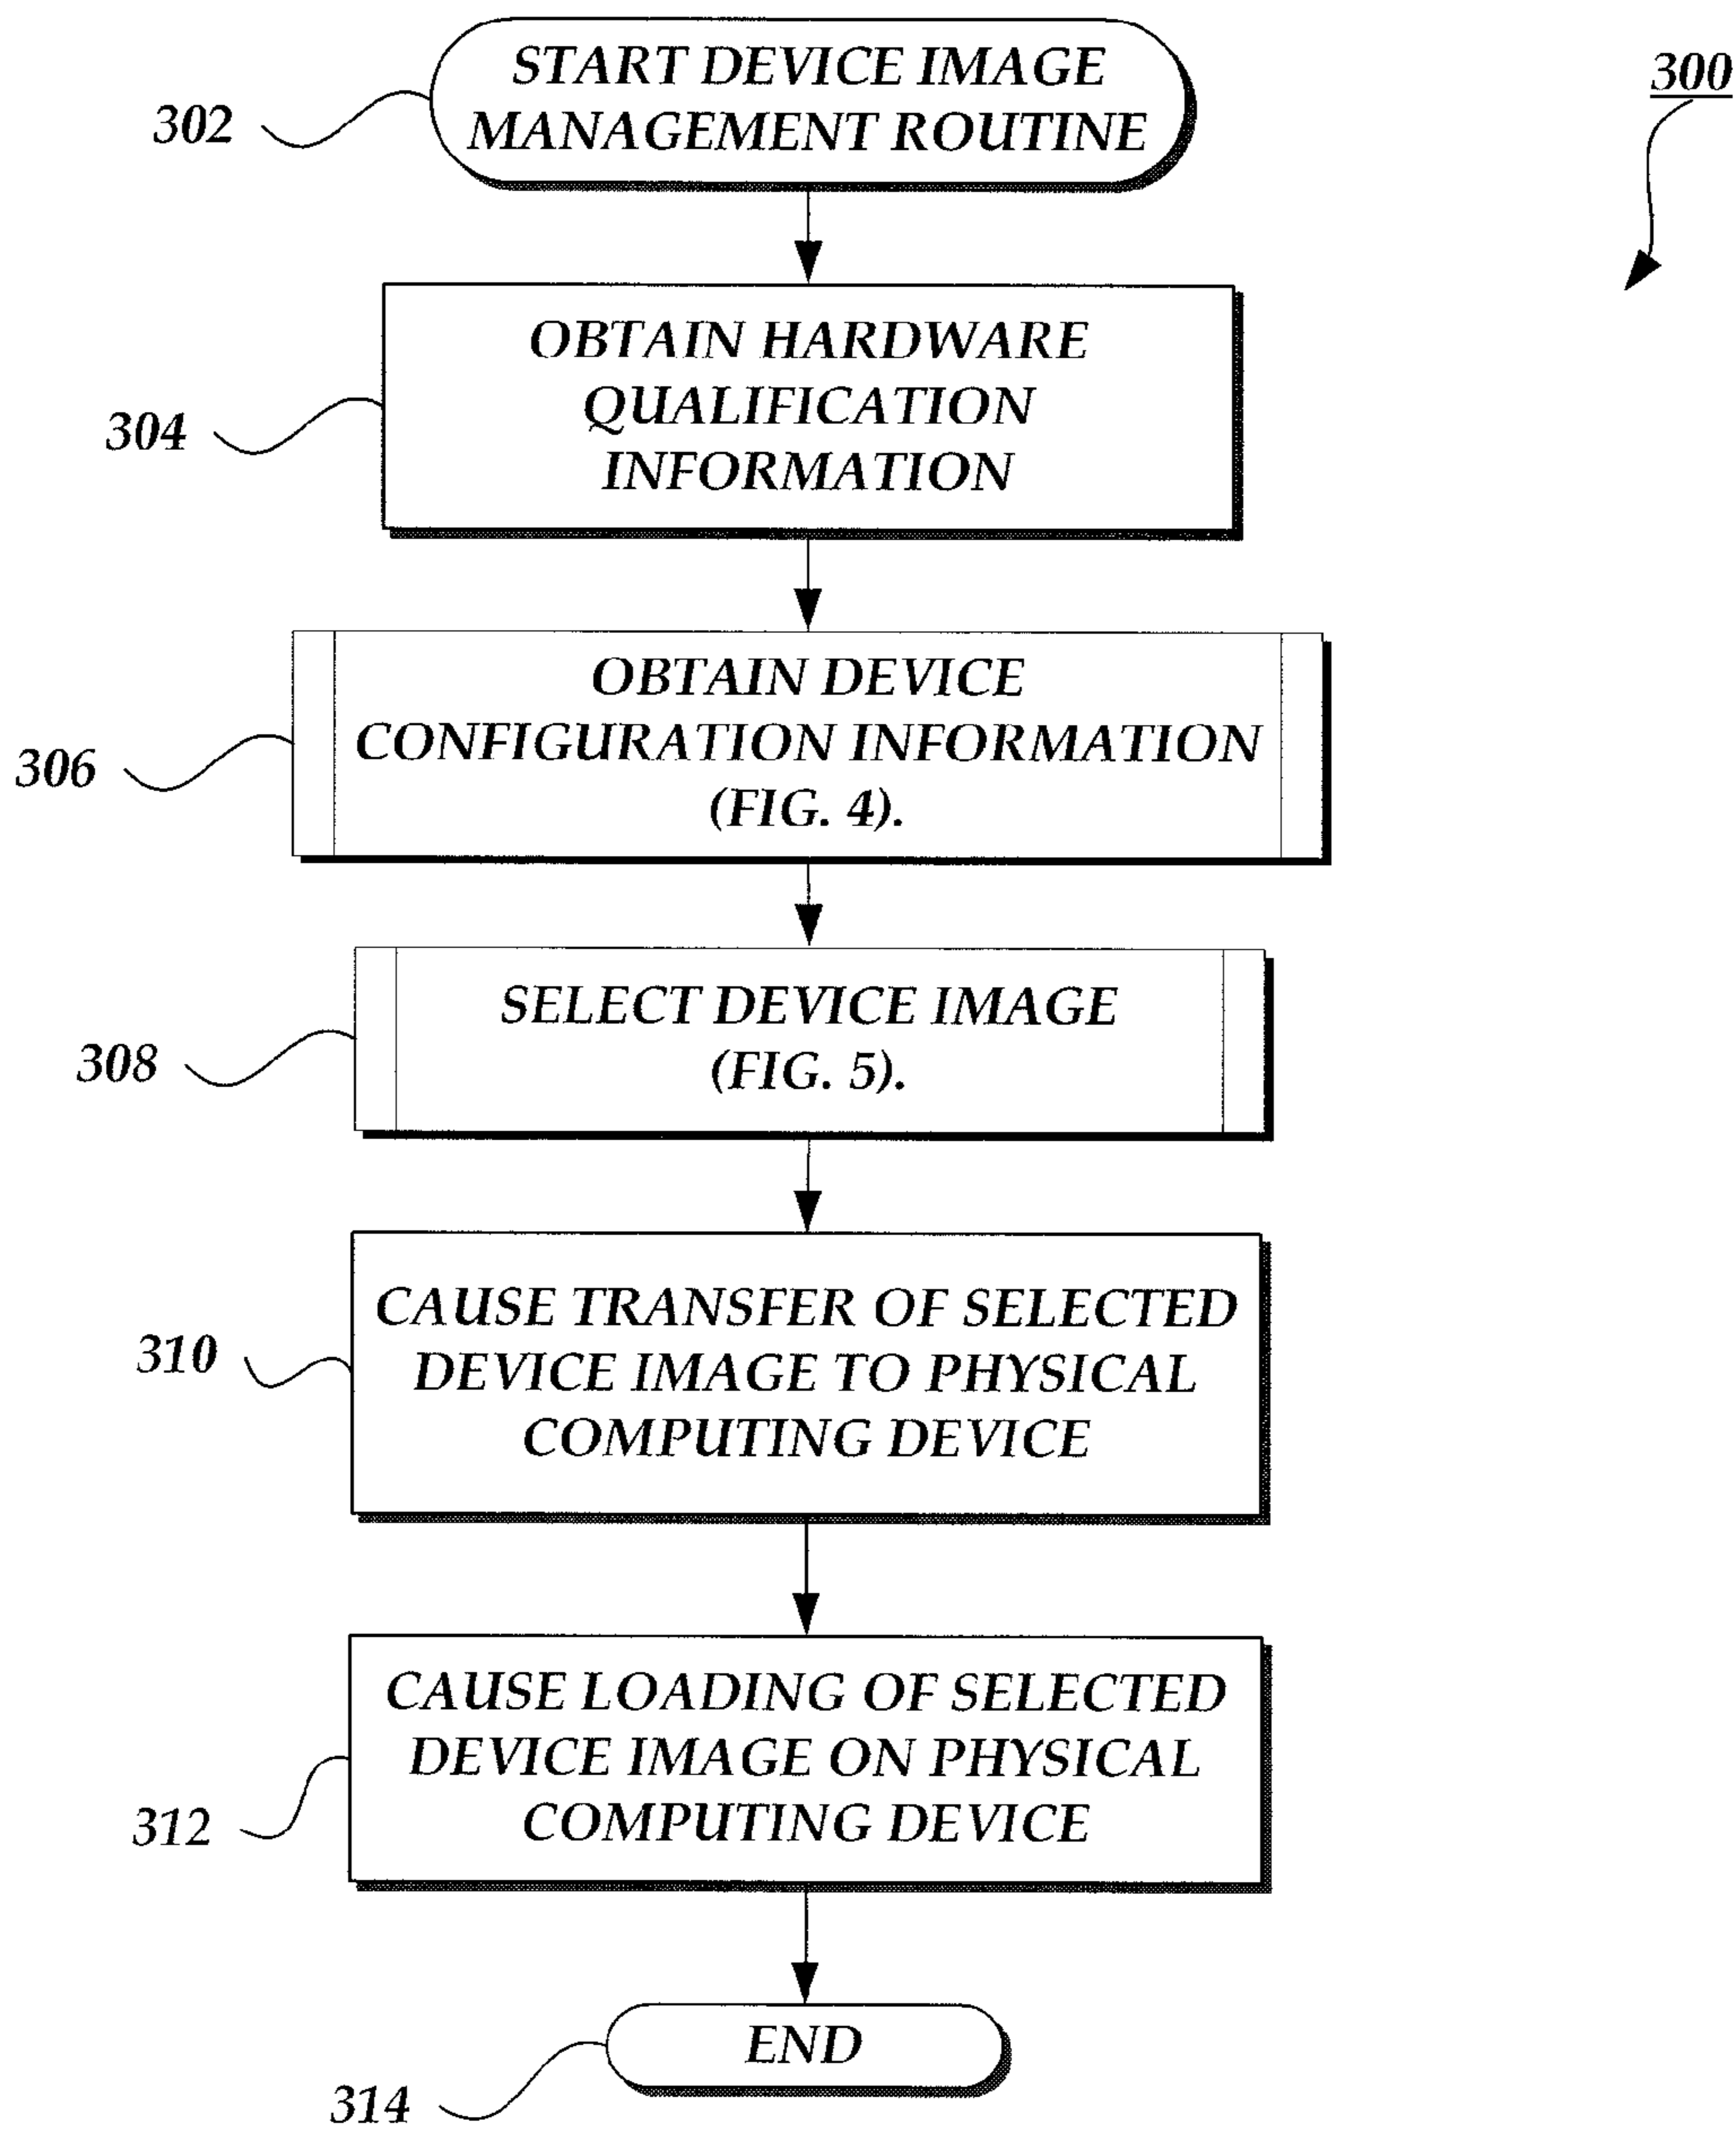 START DEVICE IMAGE
MANAGEMENT ROUTINE
302
300
OBTAIN HARDWARE
QUALIFICATION
INFORMATION
304
OBTAIN DEVICE
CONFIGURATION INFORMATION
(FIG. 4).
306
SELECT DEVICE IMAGE
(FIG. 5).
308
CAUSE TRANSFER OF SELECTED
DEVICE IMAGE TO PHYSICAL
COMPUTING DEVICE
310
CAUSE LOADING OF SELECTED
DEVICE IMAGE ON PHYSICAL
COMPUTING DEVICE
312
END
314